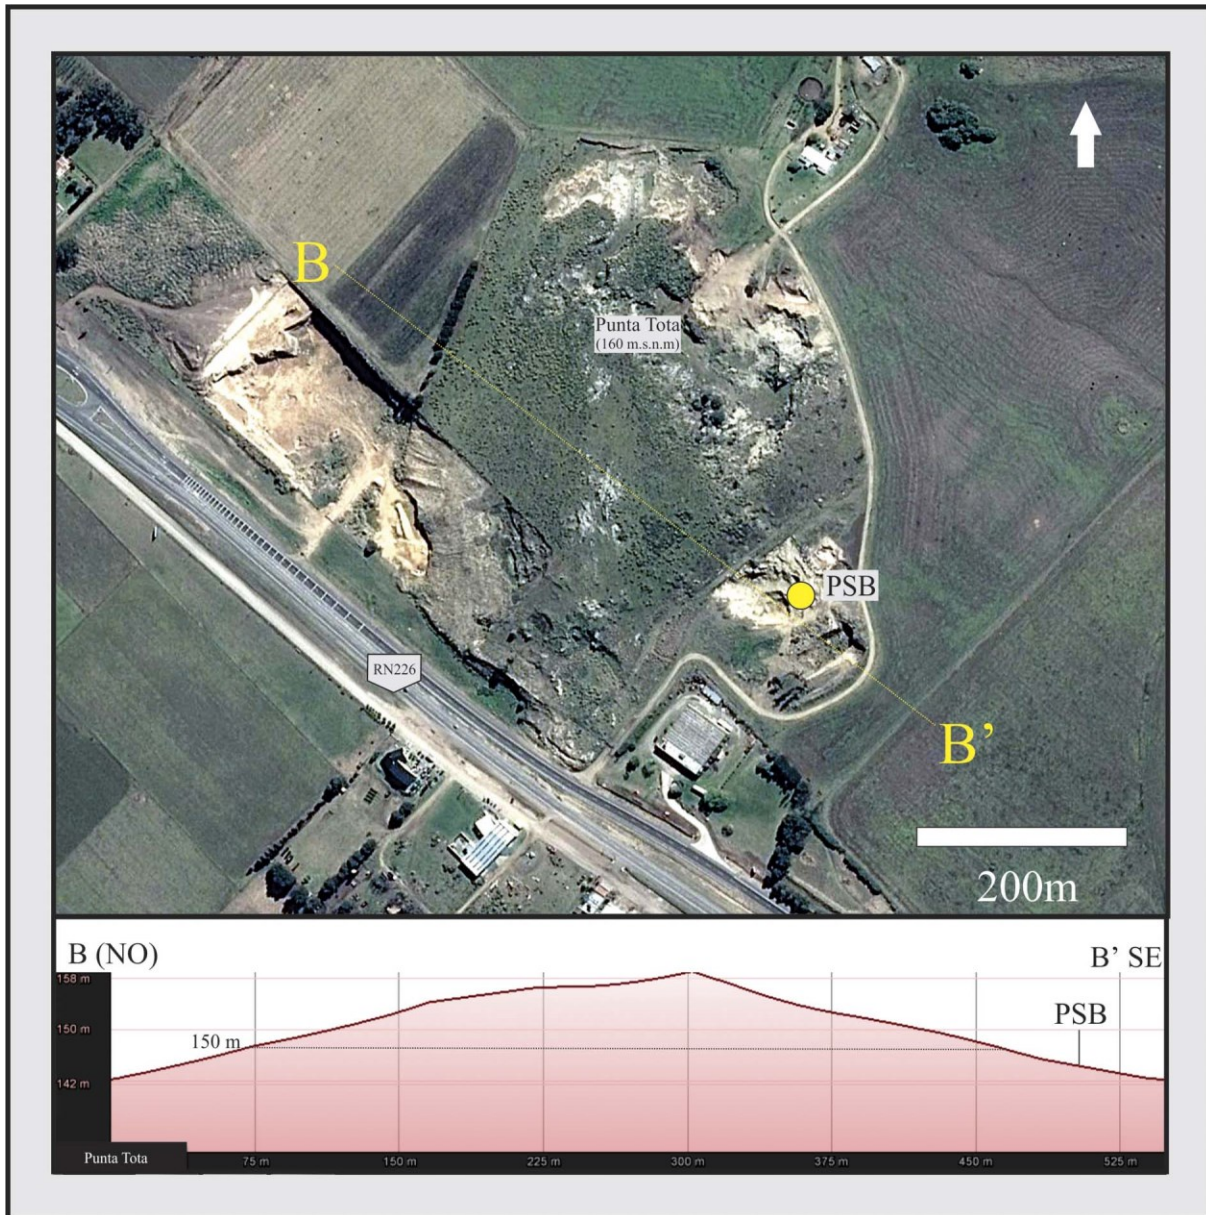 B
Punta Tota
(160 m.s.n.m)
PSB
RN226
B’
200m
B (NO)
B’ SE
158 m
PSB
150 m
150 m
142 m
Punta Tota
75 m
150 m
225 m
300 m
375 m
450 m
525 m